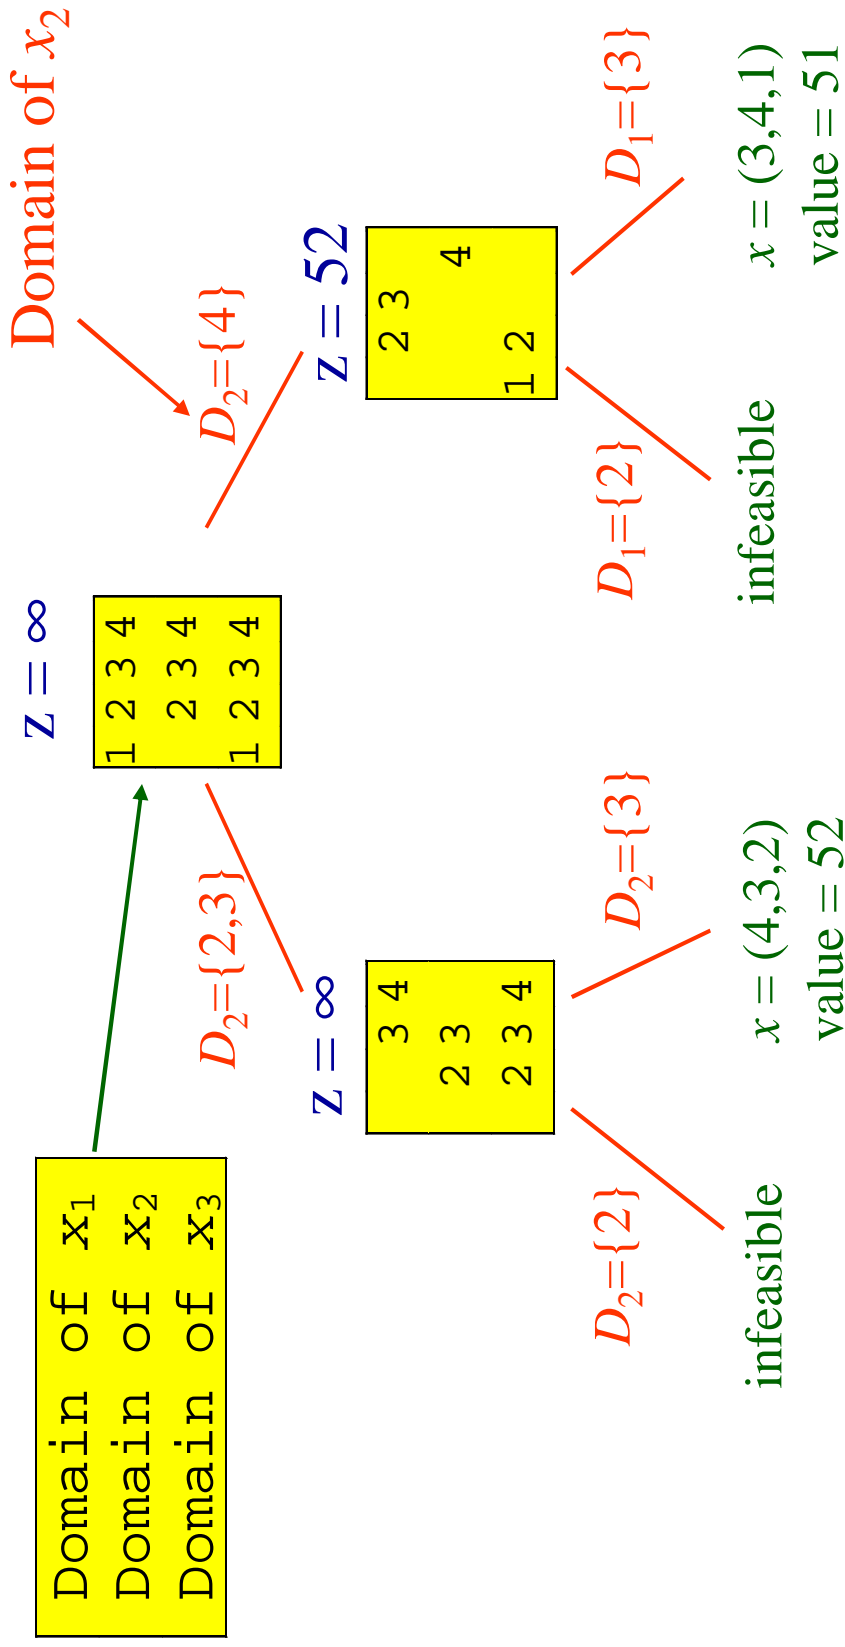 Domain of x₂
z = ∞
Domain of x₁
Domain of x₂
Domain of x₃
1 2 3 4
2 3 4
1 2 3 4
D₂={2,3}
D₂={4}
z = ∞
z = 52
3 4
2 3
2 3 4
2 3
4
1 2
D₂={2}
D₂={3}
D₁={2}
D₁={3}
infeasible
x = (4,3,2)
value = 52
infeasible
x = (3,4,1)
value = 51